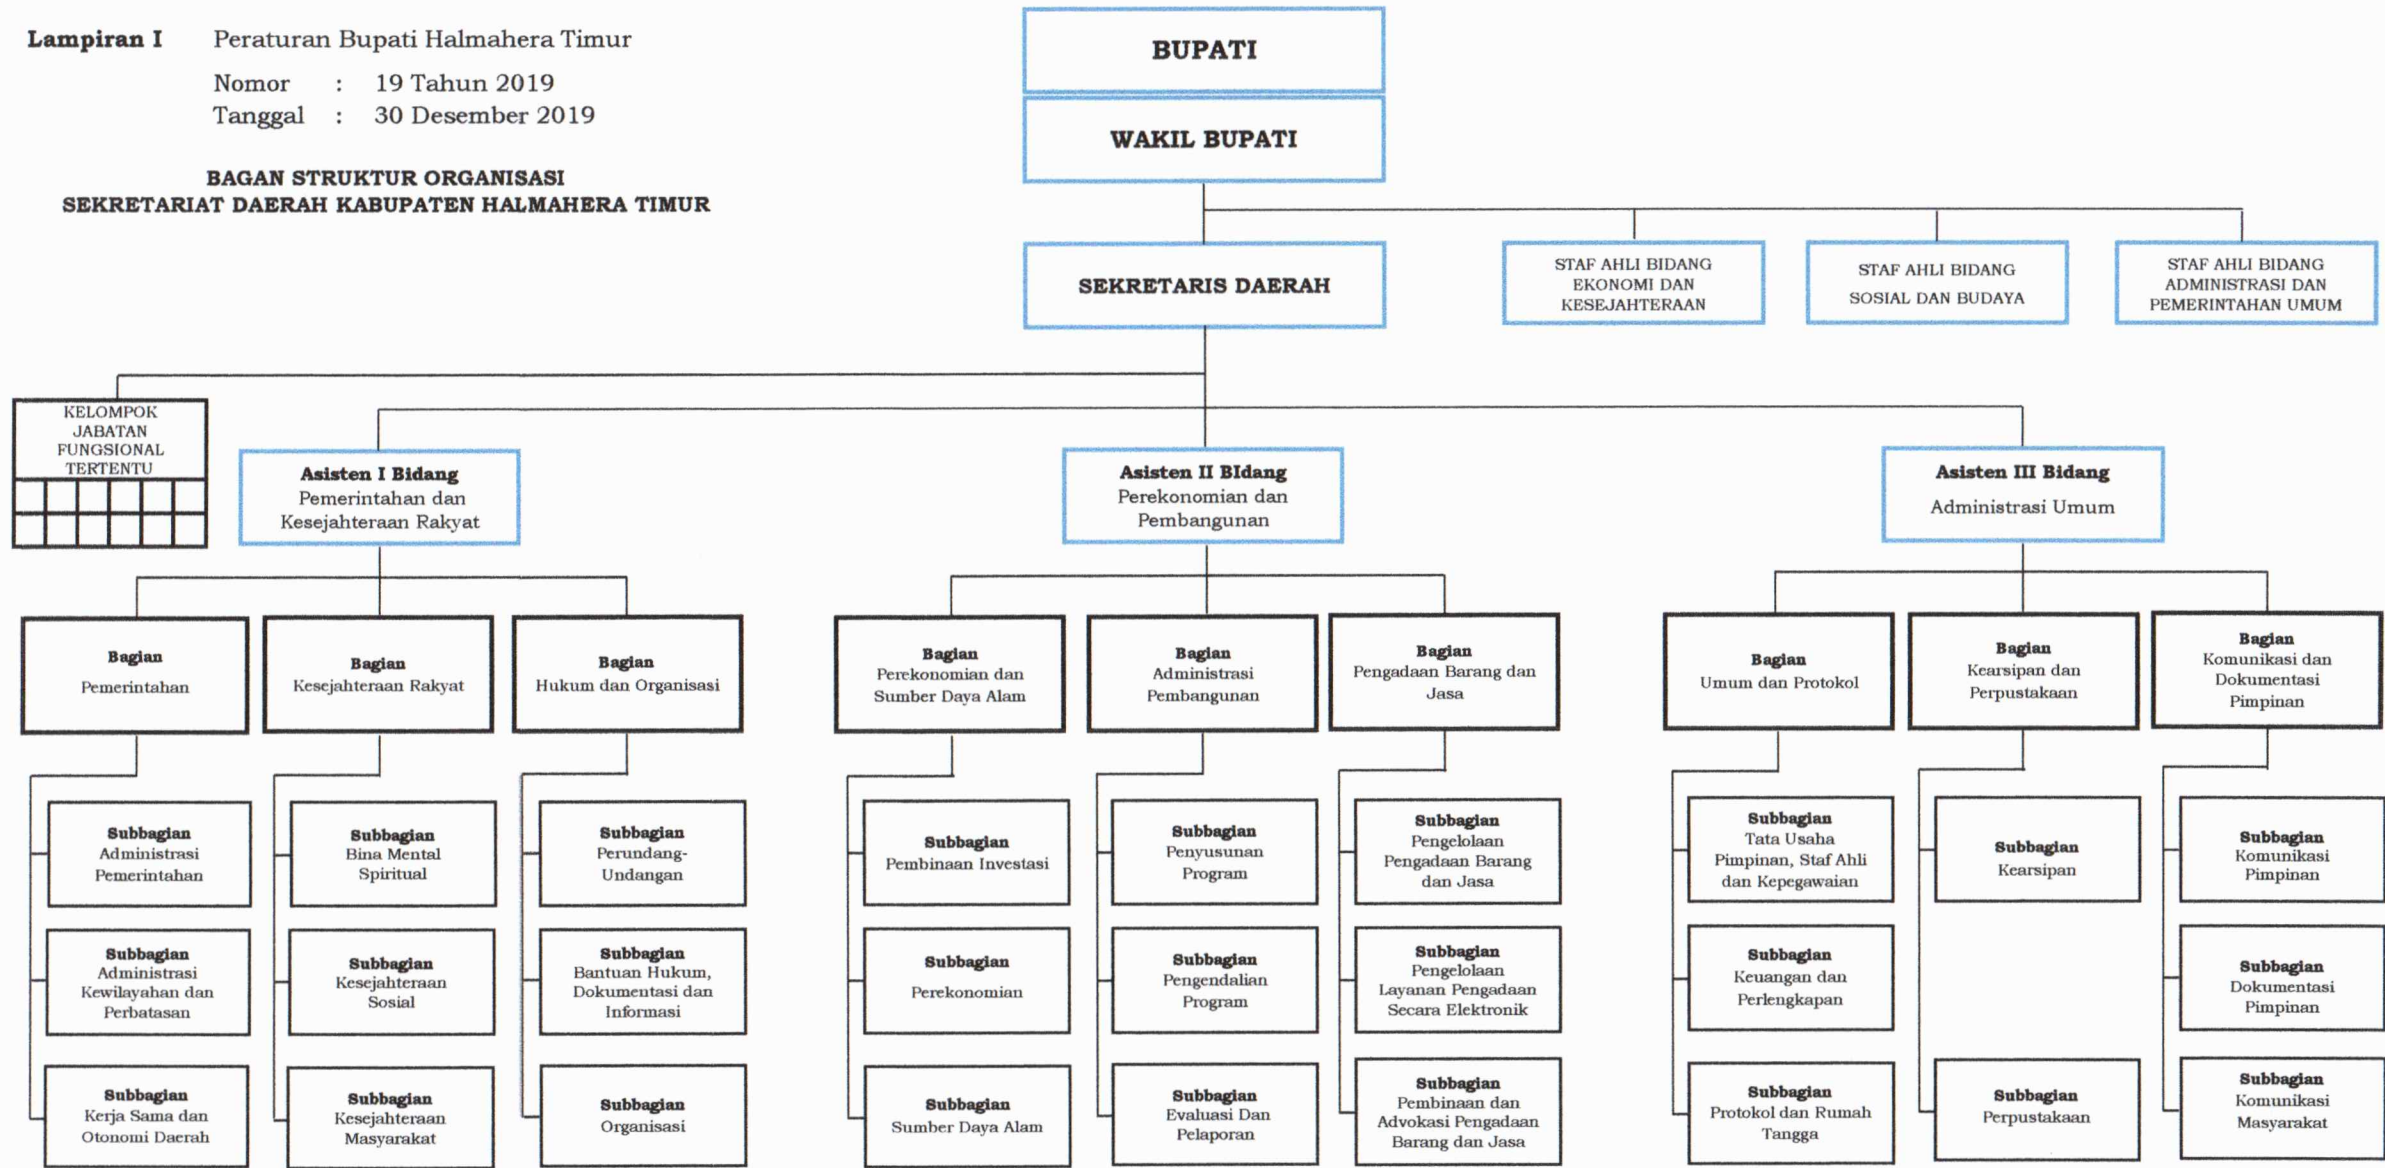 Lampiran I Peraturan Bupati Halmahera Timur
Nomor : 19 Tahun 2019
Tanggal : 30 Desember 2019
BAGAN STRUKTUR ORGANISASI
SEKRETARIAT DAERAH KABUPATEN HALMAHERA TIMUR
BUPATI
WAKIL BUPATI
SEKRETARIS DAERAH
STAF AHLI BIDANG
EKONOMI DAN
KESEJAHTERAAN
STAF AHLI BIDANG
SOSIAL DAN BUDAYA
STAF AHLI BIDANG
ADMINISTRASI DAN
PEMERINTAHAN UMUM
KELOMPOK
JABATAN
FUNGSIONAL
TERTENTU
Asisten I Bidang
Pemerintahan dan
Kesejahteraan Rakyat
Asisten II BIdang
Perekonomian dan
Pembangunan
Asisten III Bidang
Administrasi Umum
Bagian
Pemerintahan
Bagian
Kesejahteraan Rakyat
Bagian
Hukum dan Organisasi
Bagian
Perekonomian dan
Sumber Daya Alam
Bagian
Administrasi
Pembangunan
Bagian
Pengadaan Barang dan
Jasa
Bagian
Umum dan Protokol
Bagian
Kearsipan dan
Perpustakaan
Bagian
Komunikasi dan
Dokumentasi
Pimpinan
Subbagian
Administrasi
Pemerintahan
Subbagian
Bina Mental
Spiritual
Subbagian
Perundang-
Undangan
Subbagian
Pembinaan Investasi
Subbagian
Penyusunan
Program
Subbagian
Pengelolaan
Pengadaan Barang
dan Jasa
Subbagian
Tata Usaha
Pimpinan, Staf Ahli
dan Kepegawaian
Subbagian
Kearsipan
Subbagian
Komunikasi
Pimpinan
Subbagian
Administrasi
Kewilayahan dan
Perbatasan
Subbagian
Kesejahteraan
Sosial
Subbagian
Bantuan Hukum,
Dokumentasi dan
Informasi
Subbagian
Perekonomian
Subbagian
Pengendalian
Program
Subbagian
Pengelolaan
Layanan Pengadaan
Secara Elektronik
Subbagian
Keuangan dan
Perlengkapan
Subbagian
Dokumentasi
Pimpinan
Subbagian
Kerja Sama dan
Otonomi Daerah
Subbagian
Kesejahteraan
Masyarakat
Subbagian
Organisasi
Subbagian
Sumber Daya Alam
Subbagian
Evaluasi Dan
Pelaporan
Subbagian
Pembinaan dan
Advokasi Pengadaan
Barang dan Jasa
Subbagian
Protokol dan Rumah
Tangga
Subbagian
Perpustakaan
Subbagian
Komunikasi
Masyarakat